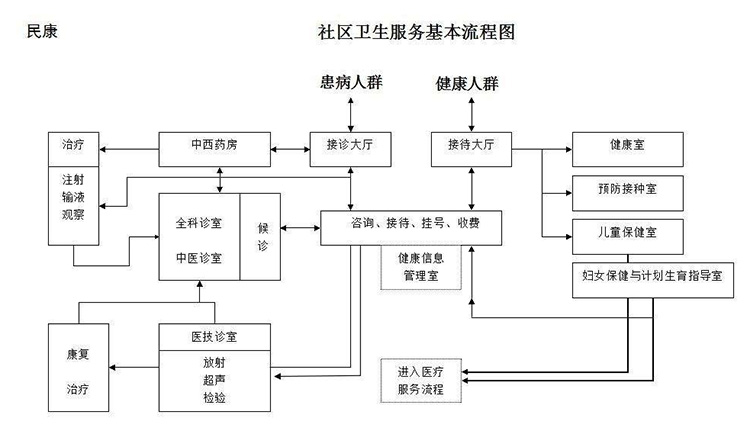 民康
社区卫生服务基本流程图
患病人群
健康人群
治疗
中西药房
接诊大厅
接待大厅
健康室
注射
输液
观察
预防接种室
全科诊室
中医诊室
候
诊
咨询、接待、挂号、收费
儿童保健室
健康信息
管理室
妇女保健与计划生育指导室
医技诊室
康复
治疗
放射
超声
检验
进入医疗
服务流程